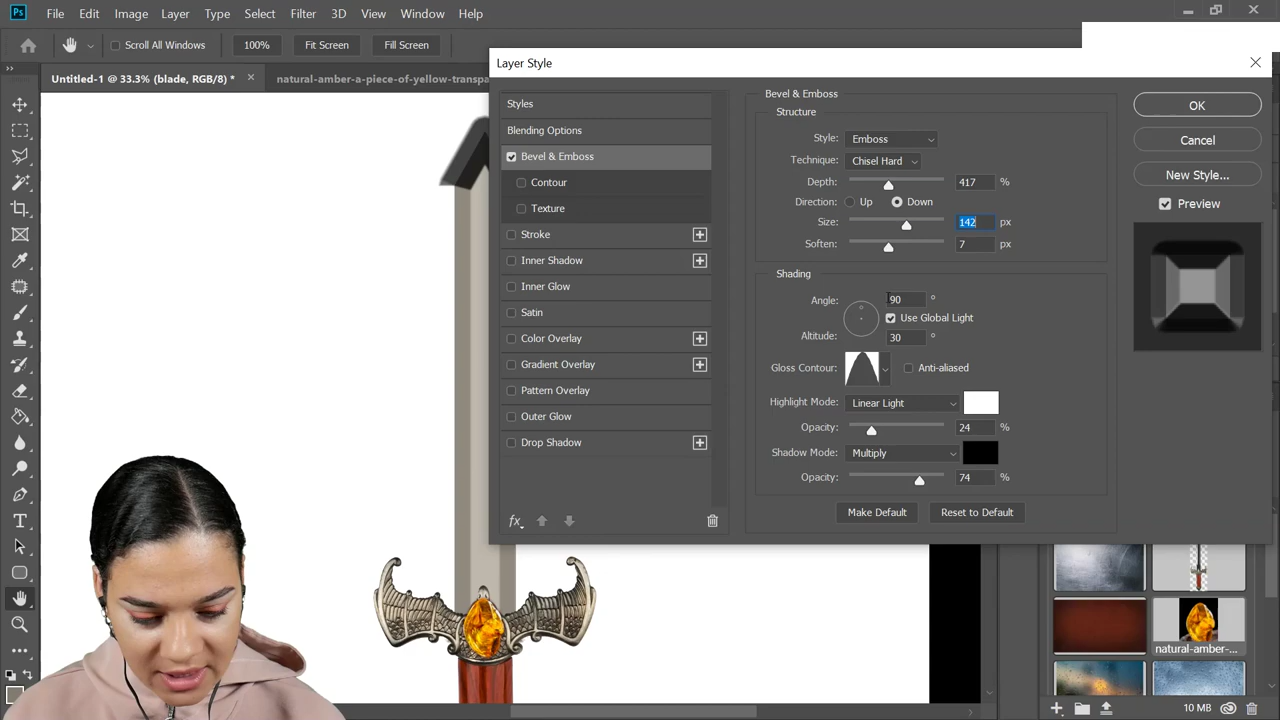 Ps File Edit Image Layer Type Select Filter 3D View Window Help
Scroll All Windows 100% Fit Screen Fill Screen
Untitled-1 @ 33.3% (blade, RGB/8) * × natural-amber-a-piece-of-yellow-transpa
Layer Style
Styles
Blending Options
Bevel & Emboss
Contour
Texture
Stroke
Inner Shadow
Inner Glow
Satin
Color Overlay
Gradient Overlay
Pattern Overlay
Outer Glow
Drop Shadow
fx
Bevel & Emboss
Structure
Style: Emboss
Technique: Chisel Hard
Depth: 417 %
Direction: Up Down
Size: 142 px
Soften: 7 px
Shading
Angle: 90 °
Use Global Light
Altitude: 30 °
Gloss Contour: Anti-aliased
Highlight Mode: Linear Light
Opacity: 24 %
Shadow Mode: Multiply
Opacity: 74 %
Make Default Reset to Default
OK
Cancel
New Style...
Preview
natural-amber-...
10 MB